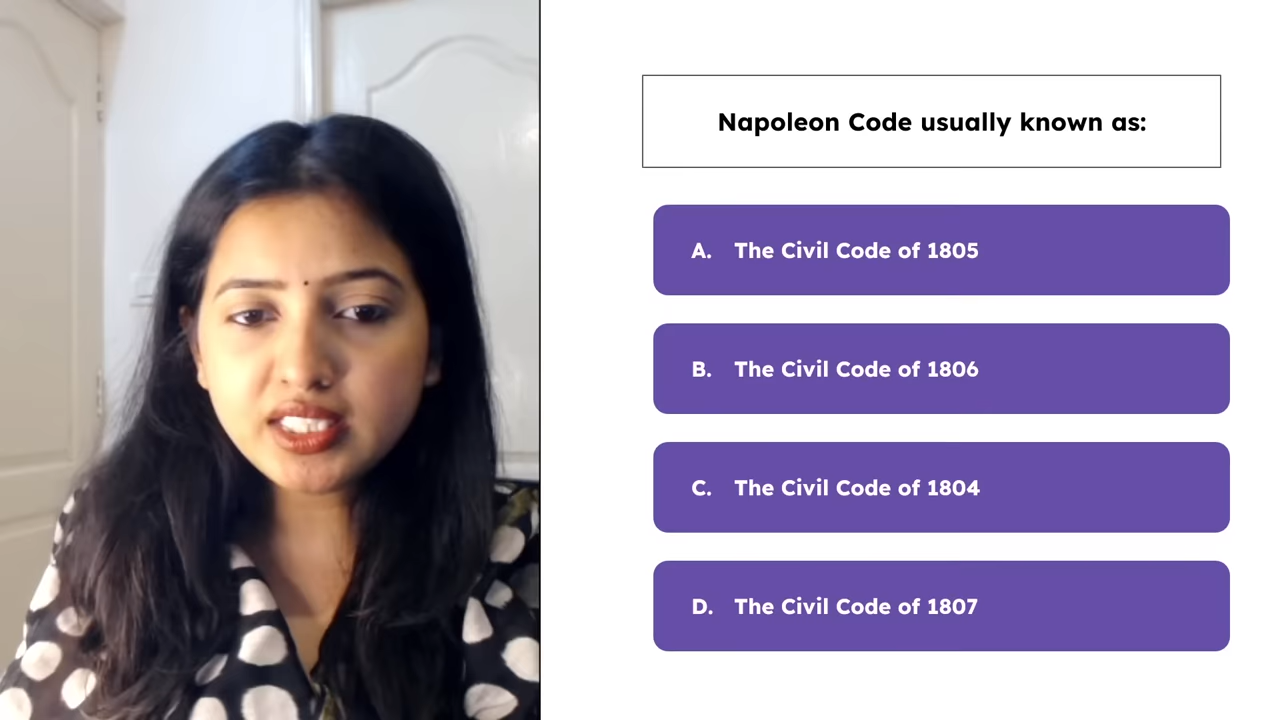 Napoleon Code usually known as:
A. The Civil Code of 1805
B. The Civil Code of 1806
C. The Civil Code of 1804
D. The Civil Code of 1807